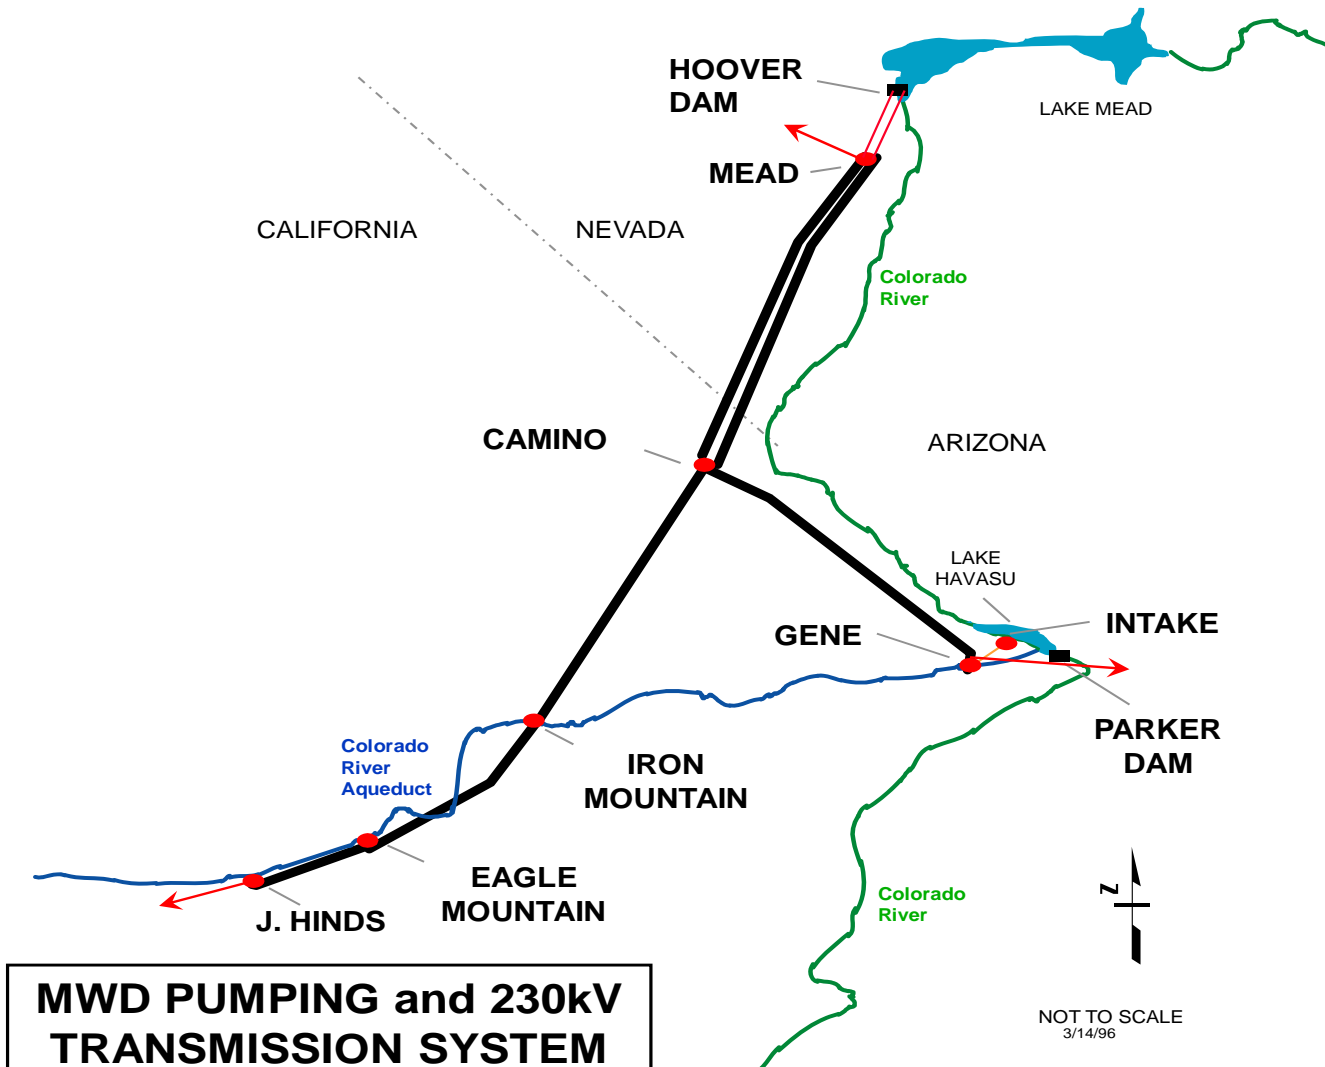 HOOVER
DAM
LAKE MEAD
MEAD
CALIFORNIA
NEVADA
Colorado
River
CAMINO
ARIZONA
LAKE
HAVASU
GENE
INTAKE
PARKER
DAM
Colorado
River
Aqueduct
IRON
MOUNTAIN
EAGLE
MOUNTAIN
J. HINDS
Colorado
River
N
NOT TO SCALE
3/14/96
MWD PUMPING and 230kV
TRANSMISSION SYSTEM